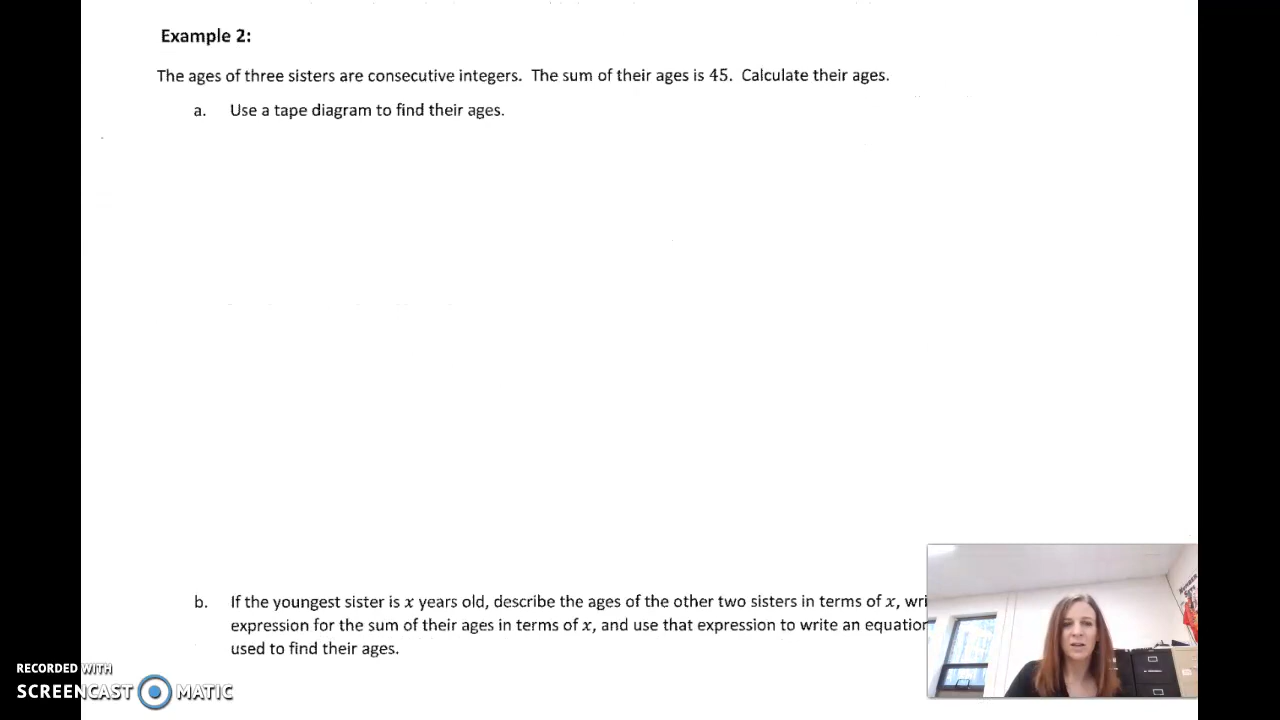 Example 2:
The ages of three sisters are consecutive integers. The sum of their ages is 45. Calculate their ages.
a. Use a tape diagram to find their ages.
b. If the youngest sister is x years old, describe the ages of the other two sisters in terms of x, wri
expression for the sum of their ages in terms of x, and use that expression to write an equation
used to find their ages.
RECORDED WITH
SCREENCAST MATIC